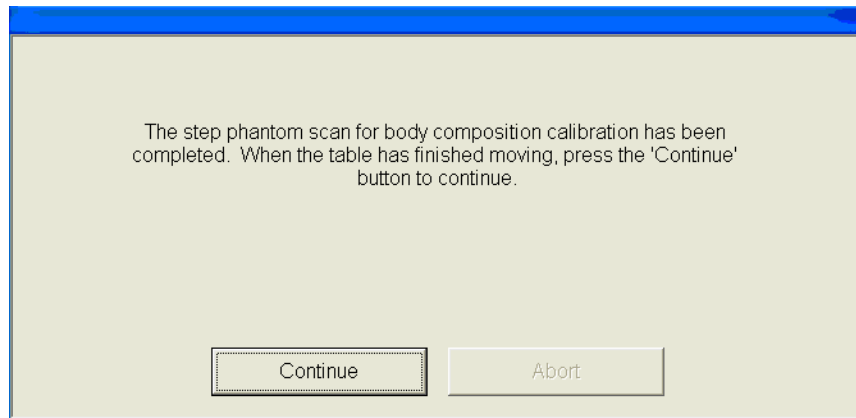 The step phantom scan for body composition calibration has been
completed.  When the table has finished moving, press the 'Continue'
button to continue.
Continue
Abort